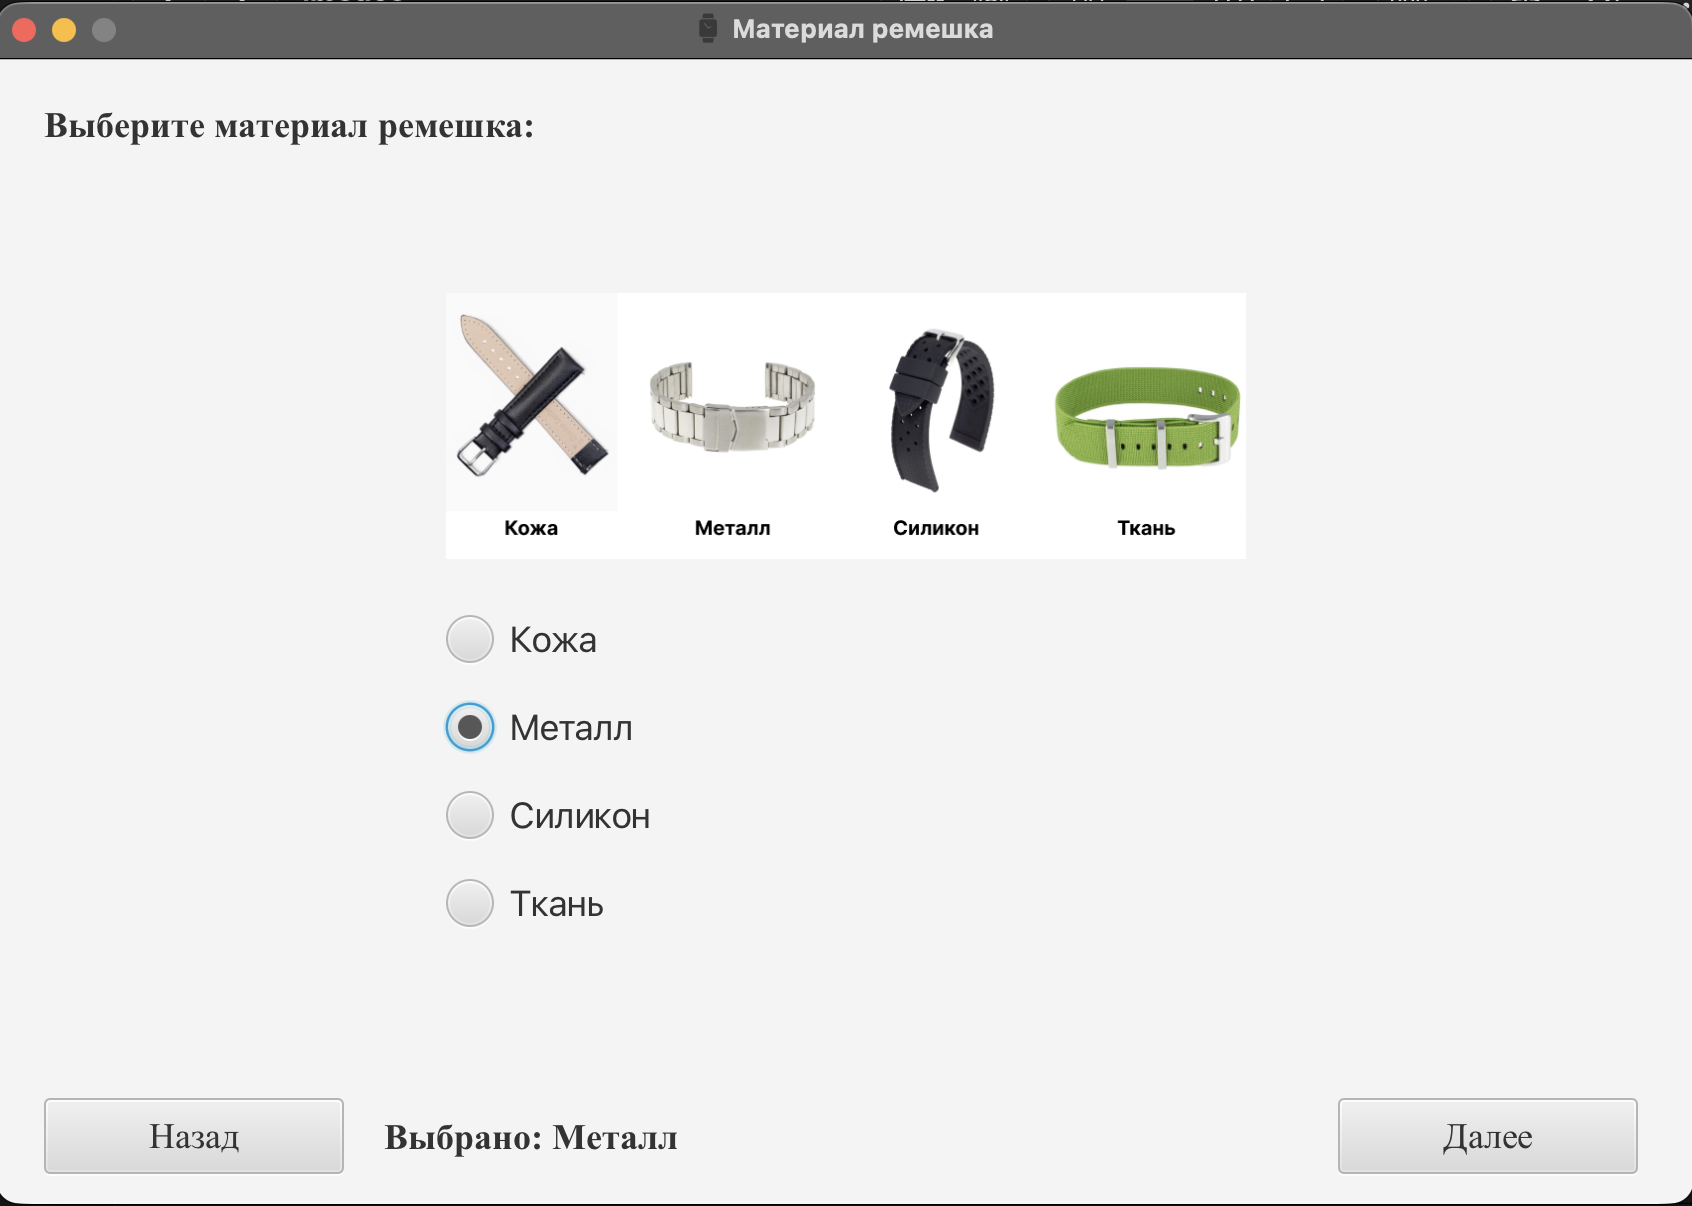 Материал ремешка
Выберите материал ремешка:
Кожа Металл Силикон Ткань
Кожа
Металл
Силикон
Ткань
Назад Выбрано: Металл Далее